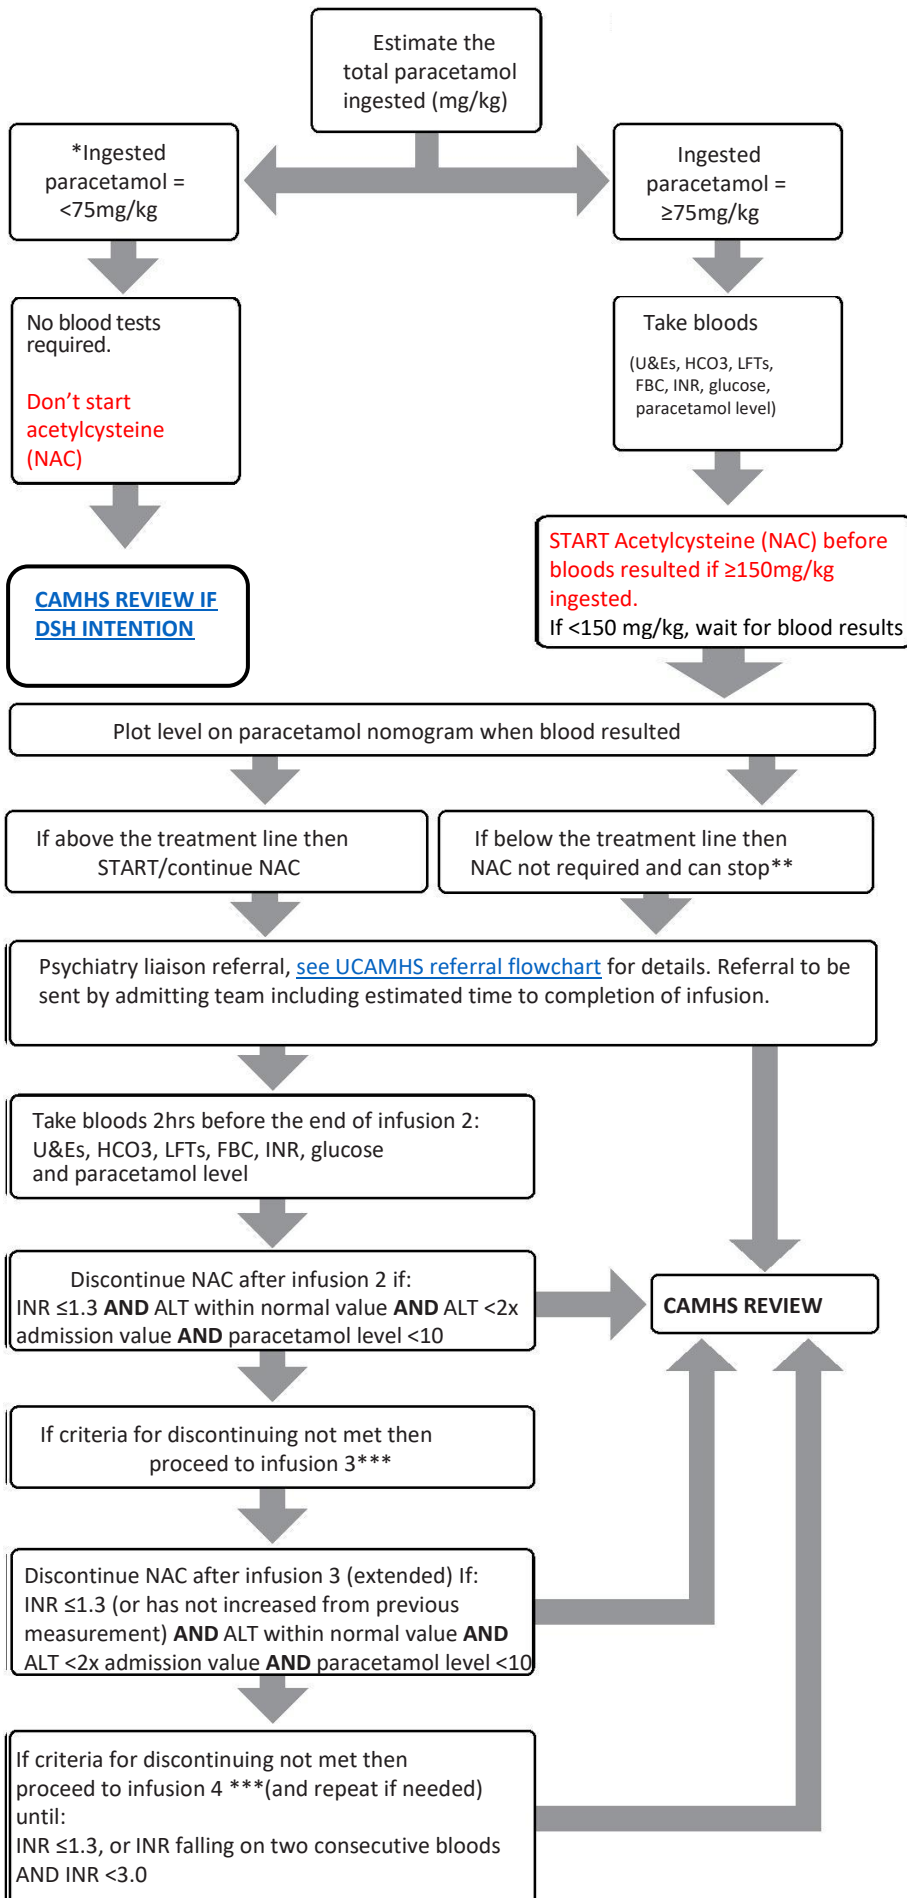 Estimate the
total paracetamol
ingested (mg/kg)
*Ingested
paracetamol =
<75mg/kg
Ingested
paracetamol =
≥75mg/kg
No blood tests
required.
Don't start
acetylcysteine
(NAC)
Take bloods
(U&Es, HCO3, LFTs,
FBC, INR, glucose,
paracetamol level)
CAMHS REVIEW IF
DSH INTENTION
START Acetylcysteine (NAC) before
bloods resulted if ≥150mg/kg
ingested.
If <150 mg/kg, wait for blood results
Plot level on paracetamol nomogram when blood resulted
If above the treatment line then
START/continue NAC
If below the treatment line then
NAC not required and can stop**
Psychiatry liaison referral, see UCAMHS referral flowchart for details. Referral to be
sent by admitting team including estimated time to completion of infusion.
Take bloods 2hrs before the end of infusion 2:
U&Es, HCO3, LFTs, FBC, INR, glucose
and paracetamol level
Discontinue NAC after infusion 2 if:
INR ≤1.3 AND ALT within normal value AND ALT <2x
admission value AND paracetamol level <10
CAMHS REVIEW
If criteria for discontinuing not met then
proceed to infusion 3***
Discontinue NAC after infusion 3 (extended) If:
INR ≤1.3 (or has not increased from previous
measurement) AND ALT within normal value AND
ALT <2x admission value AND paracetamol level <10
If criteria for discontinuing not met then
proceed to infusion 4 ***(and repeat if needed)
until:
INR ≤1.3, or INR falling on two consecutive bloods
AND INR <3.0